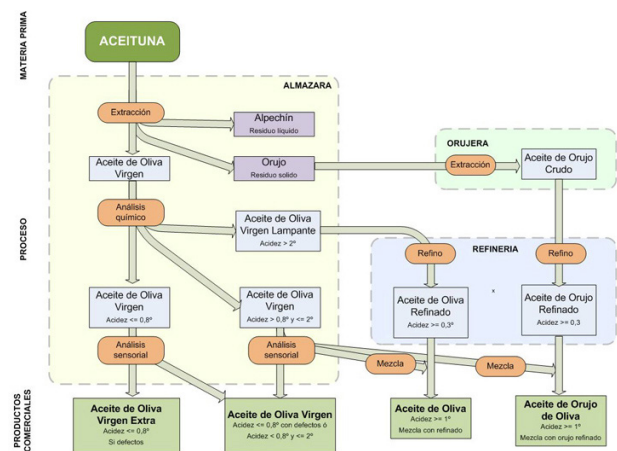 MATERIA PRIMA
ACEITUNA
ALMAZARA
Extracción
Alpechín
Residuo líquido
ORUJERA
Aceite de Oliva
Virgen
Orujo
Residuo solido
Extracción
Aceite de Orujo
Crudo
PROCESO
Análisis
químico
Aceite de Oliva
Virgen Lampante
Acidez > 2º
Refino
REFINERIA
Refino
Aceite de Oliva
Virgen
Acidez <= 0,8º
Aceite de Oliva
Virgen
Acidez > 0,8º y <= 2º
Aceite de Oliva
Refinado
Acidez >= 0,3º
x
Aceite de Orujo
Refinado
Acidez >= 0,3
Análisis
sensorial
Análisis
sensorial
Mezcla
Mezcla
PRODUCTOS
COMERCIALES
Aceite de Oliva
Virgen Extra
Acidez <= 0,8º
Si defectos
Aceite de Oliva Virgen
Acidez <= 0,8º con defectos ó
Acidez < 0,8º y <= 2º
Aceite de Oliva
Acidez >= 1º
Mezcla con refinado
Aceite de Orujo
de Oliva
Acidez >= 1º
Mezcla con orujo refinado